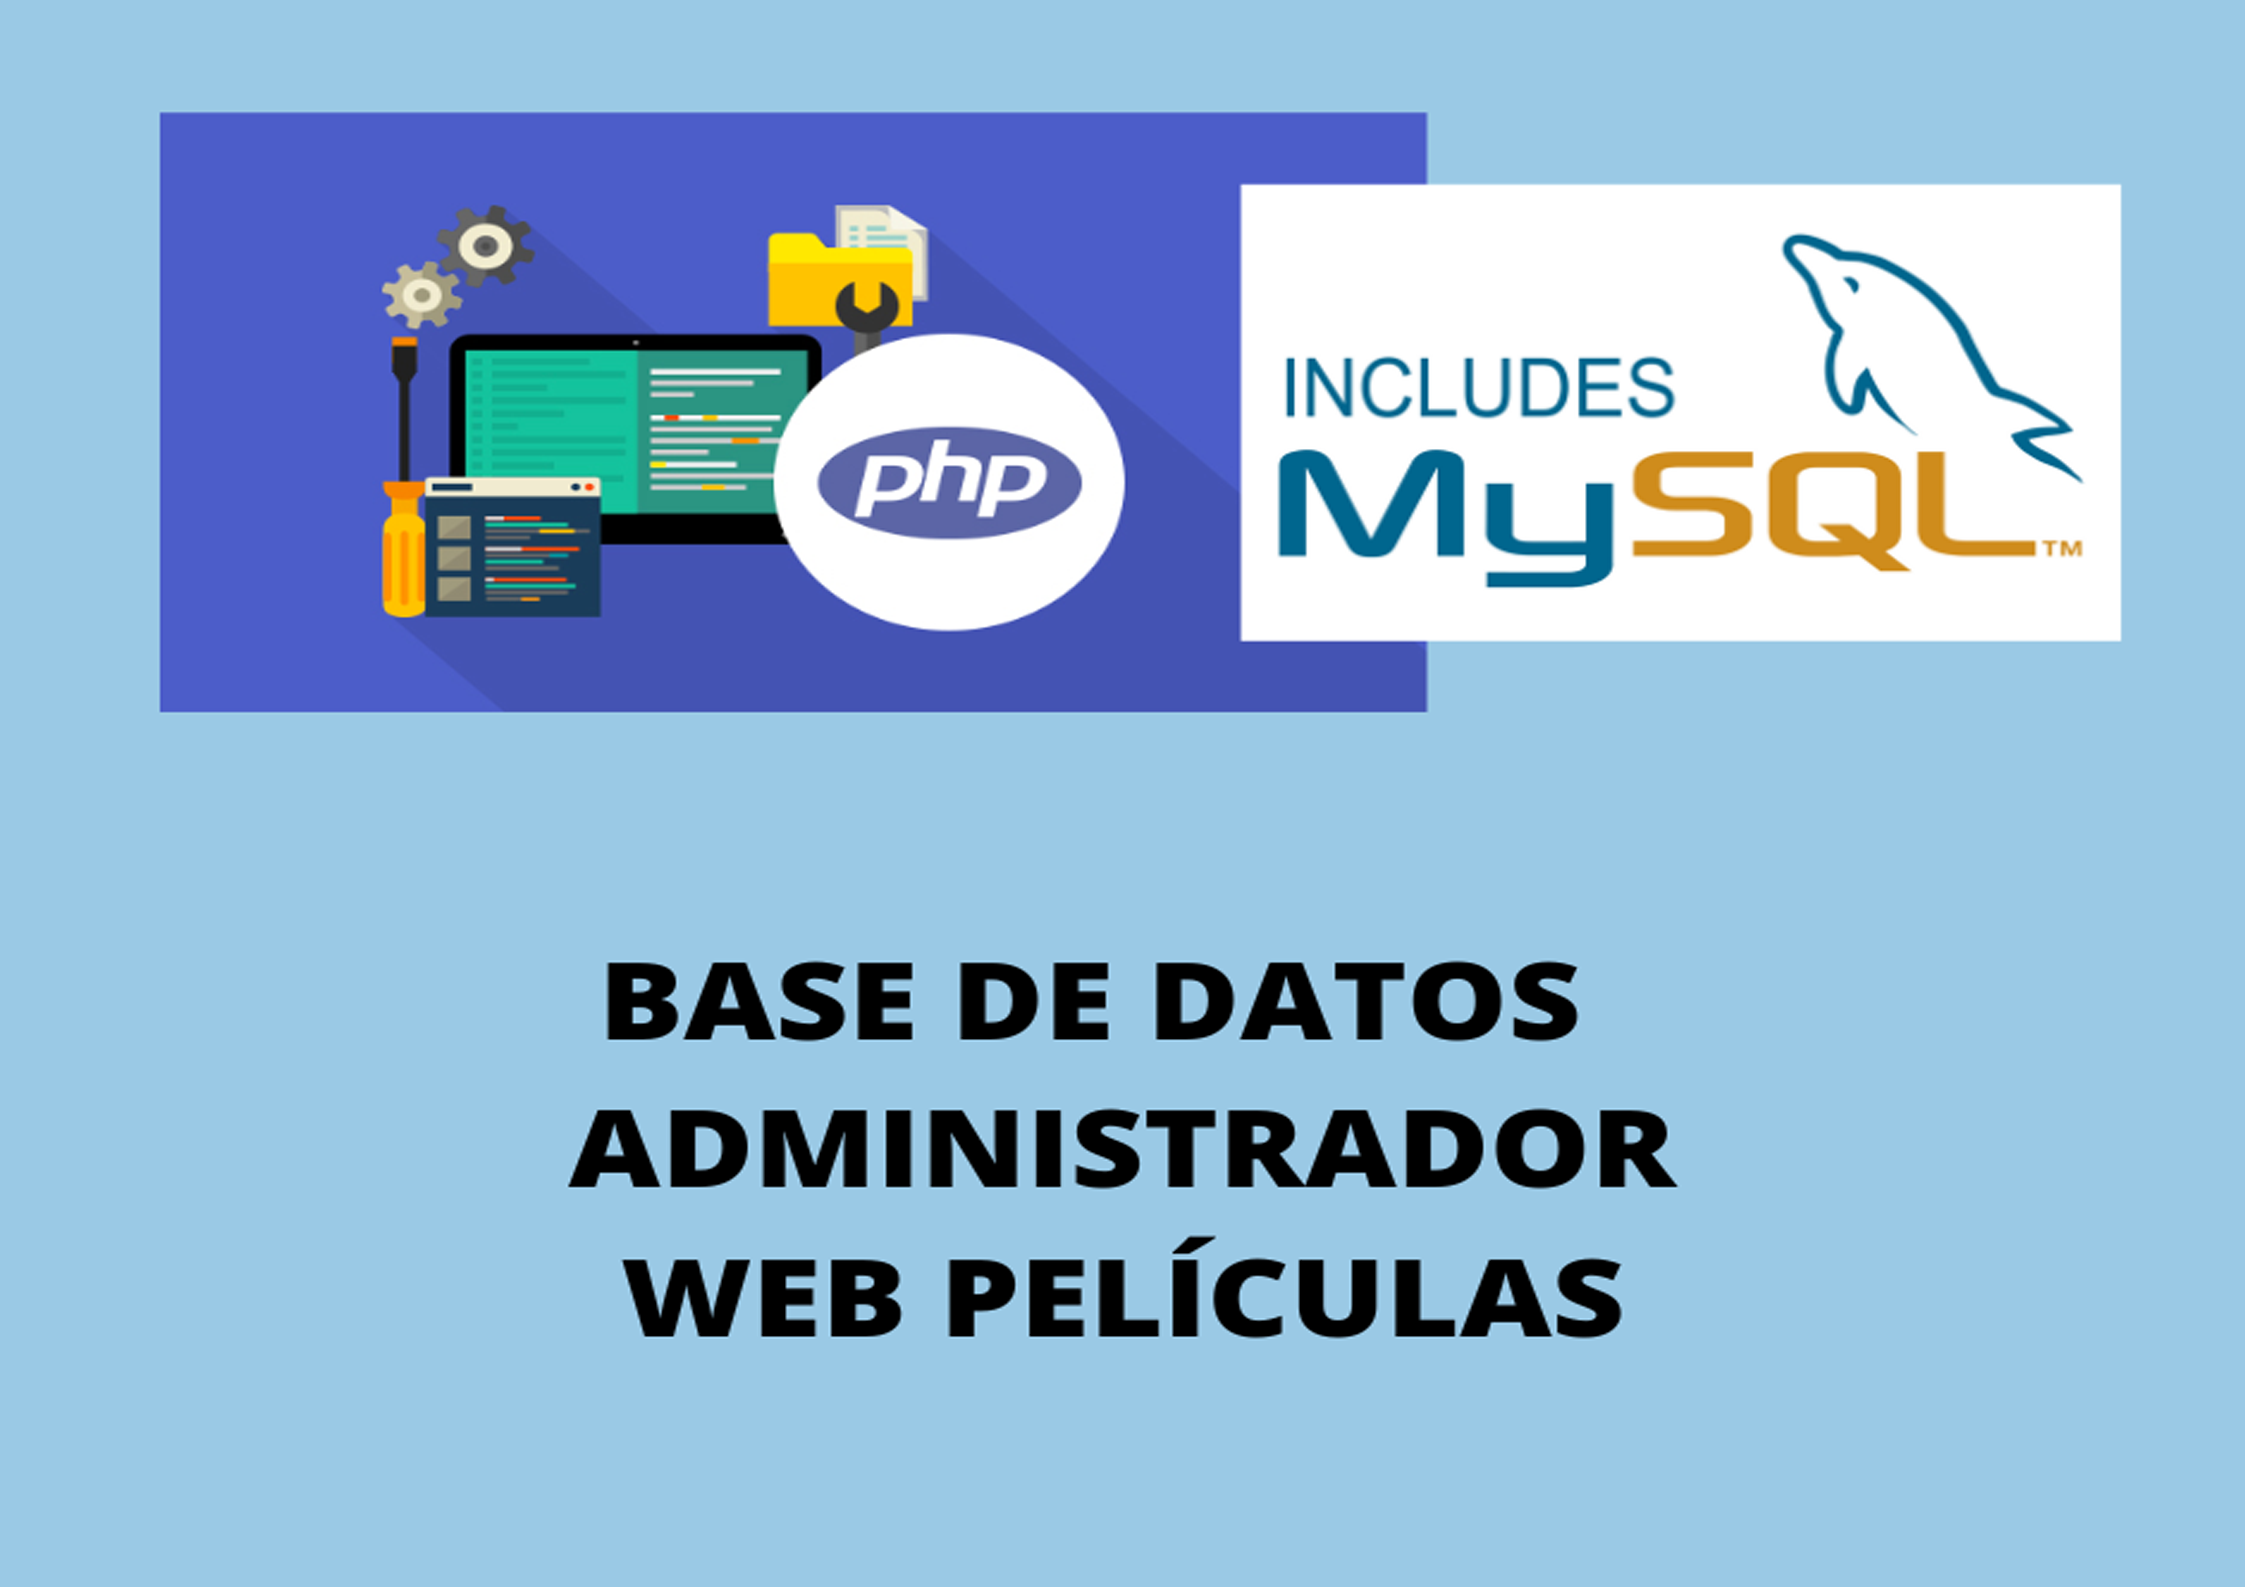 php
INCLUDES
MySQL™
BASE DE DATOS
ADMINISTRADOR
WEB PELÍCULAS